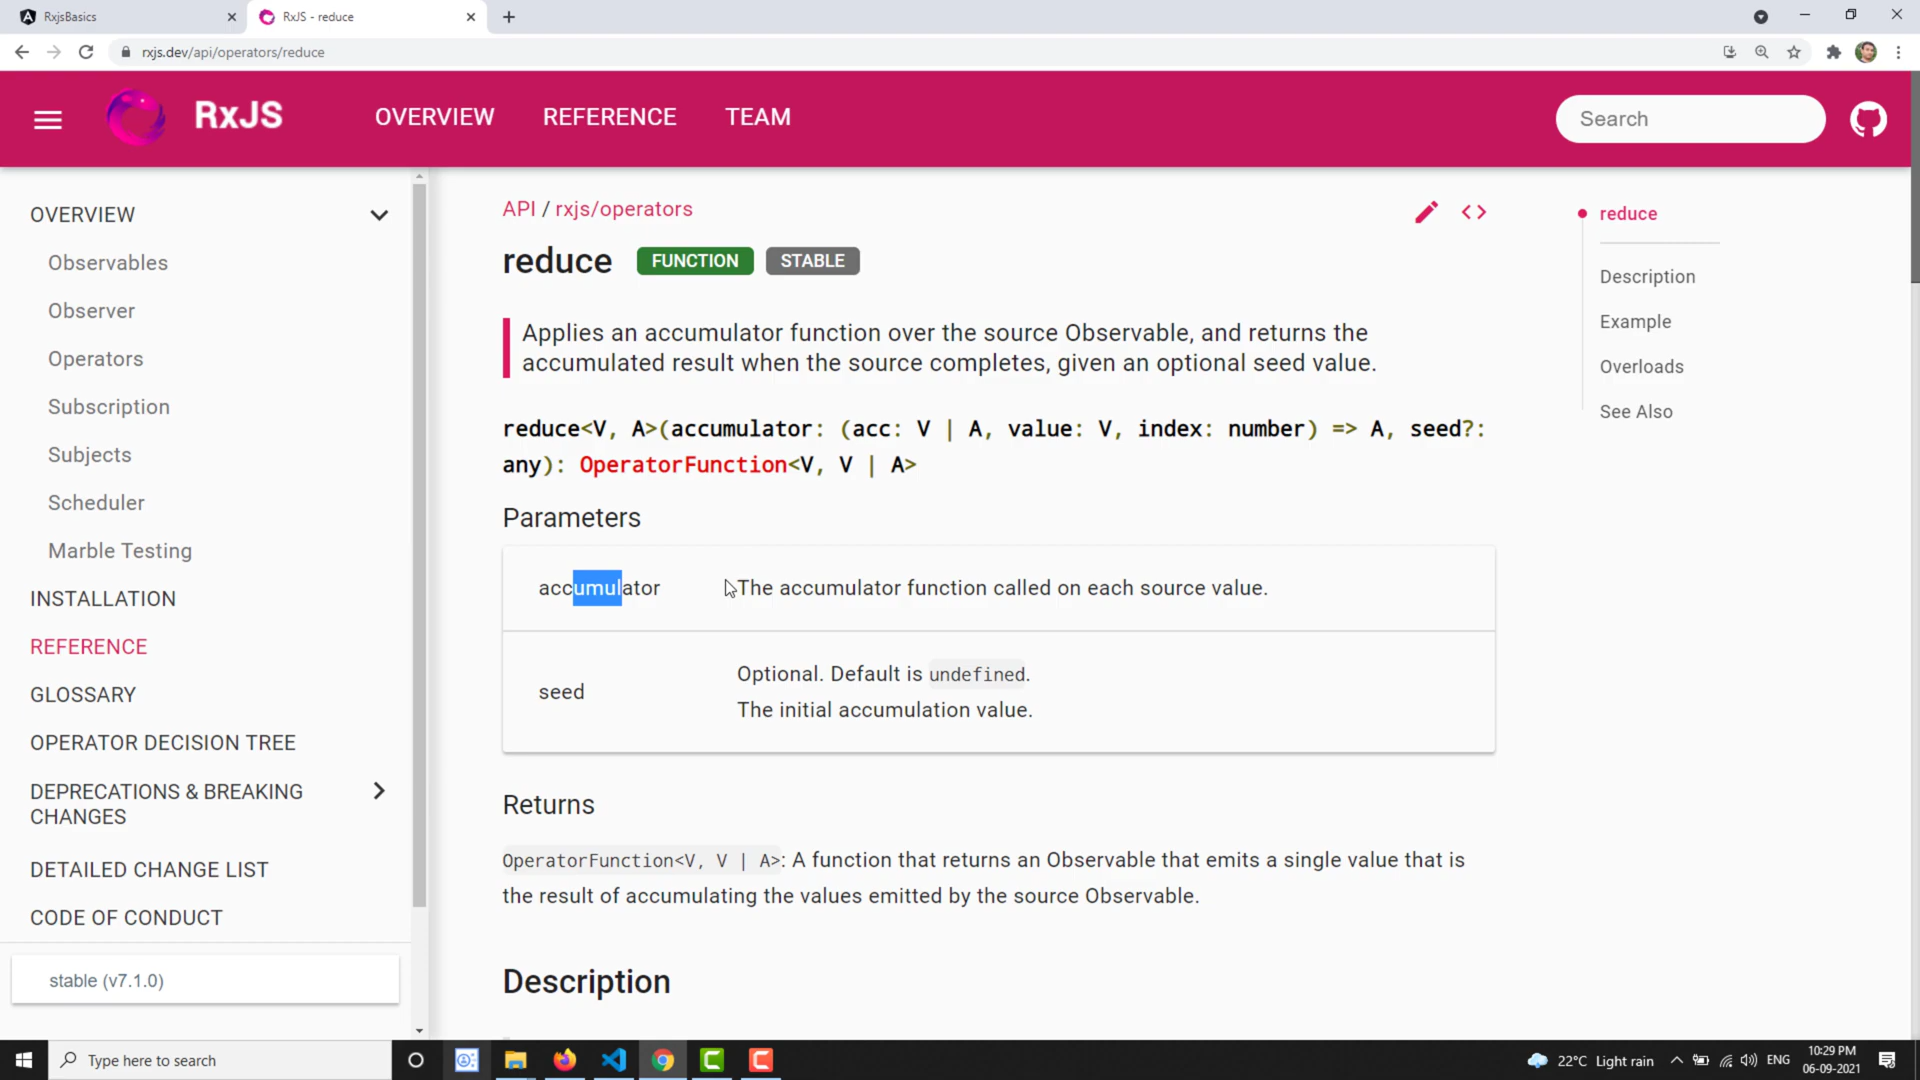 RxjsBasics
RxJS - reduce
rxjs.dev/api/operators/reduce
RxJS
OVERVIEW
REFERENCE
TEAM
Search
OVERVIEW
Observables
Observer
Operators
Subscription
Subjects
Scheduler
Marble Testing
INSTALLATION
REFERENCE
GLOSSARY
OPERATOR DECISION TREE
DEPRECATIONS & BREAKING
CHANGES
DETAILED CHANGE LIST
CODE OF CONDUCT
stable (v7.1.0)
API / rxjs/operators
reduce FUNCTION STABLE
Applies an accumulator function over the source Observable, and returns the
accumulated result when the source completes, given an optional seed value.
reduce<V, A>(accumulator: (acc: V | A, value: V, index: number) => A, seed?:
any): OperatorFunction<V, V | A>
Parameters
accumulator The accumulator function called on each source value.
seed
Optional. Default is undefined.
The initial accumulation value.
Returns
OperatorFunction<V, V | A>: A function that returns an Observable that emits a single value that is
the result of accumulating the values emitted by the source Observable.
Description
reduce
Description
Example
Overloads
See Also
Type here to search
22°C Light rain
ENG
10:29 PM
06-09-2021